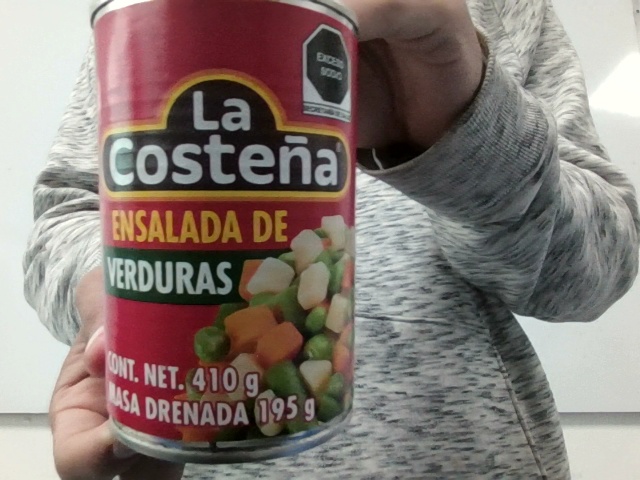 EXCESO
SODIO
La
Costeña
ENSALADA DE
VERDURAS
CONT. NET. 410 g
MASA DRENADA 195 g